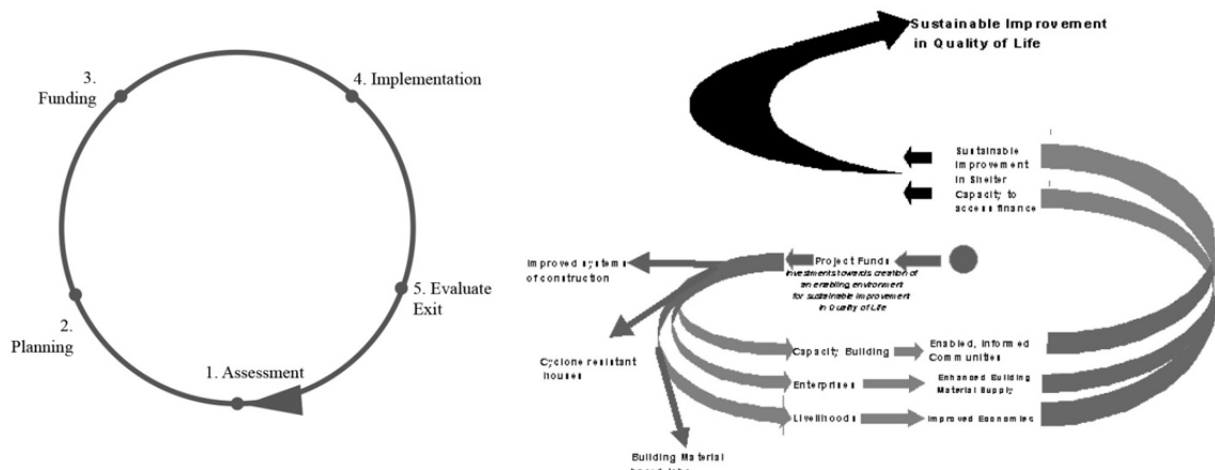 3.
Funding
4. Implementation
2.
Planning
5. Evaluate
Exit
1. Assessment
Sustainable Improvement
in Quality of Life
Sustainable
Improvement
in Shelter
Capacity to
access finance
Improved systems
of construction
Project Funds
Investments towards creation of
an enabling environment
for sustainable improvement
in Quality of Life
Cyclone resistant
houses
Capacity Building
Enabled, Informed
Communities
Enterprises
Enhanced Building
Material Supply
Livelihoods
Improved Economies
Building Material